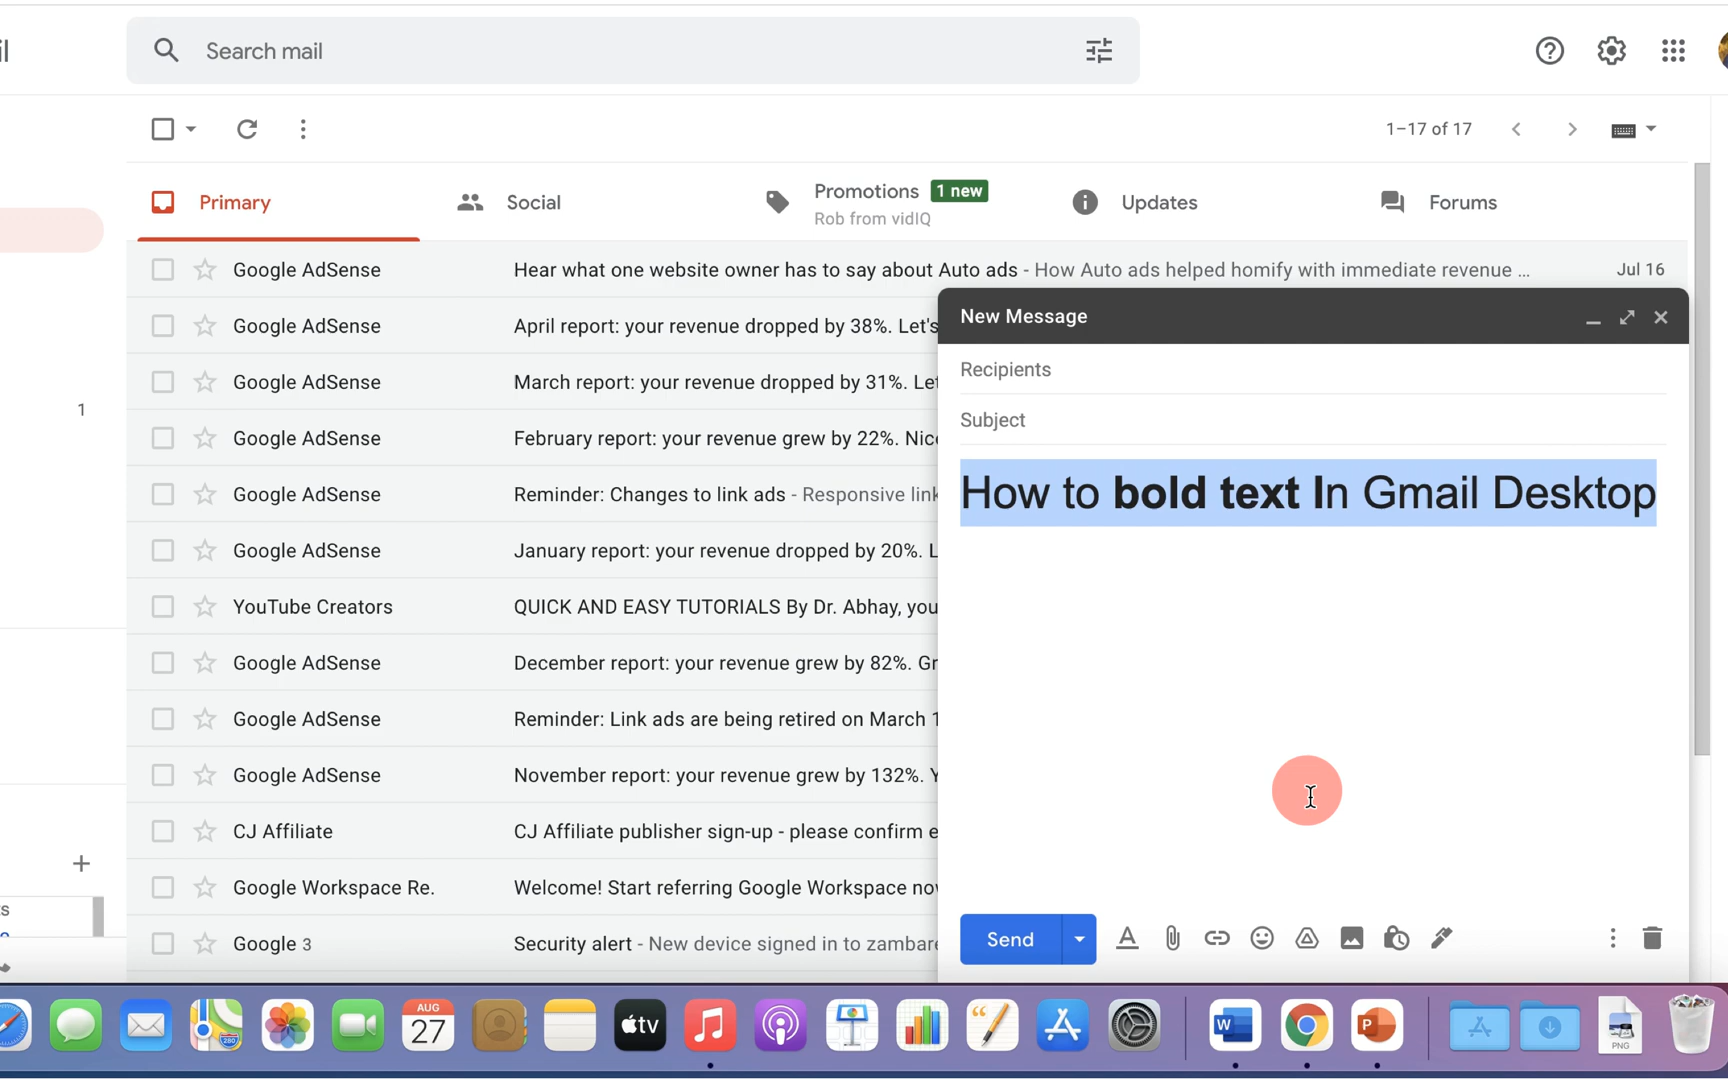 il
Search mail
1–17 of 17
Primary
Social
Promotions 1 new
Rob from vidIQ
Updates
Forums
Google AdSense Hear what one website owner has to say about Auto ads - How Auto ads helped homify with immediate revenue ... Jul 16
Google AdSense April report: your revenue dropped by 38%. Let's
Google AdSense March report: your revenue dropped by 31%. Let
Google AdSense February report: your revenue grew by 22%. Nice
Google AdSense Reminder: Changes to link ads - Responsive link
Google AdSense January report: your revenue dropped by 20%. L
YouTube Creators QUICK AND EASY TUTORIALS By Dr. Abhay, you
Google AdSense December report: your revenue grew by 82%. Gr
Google AdSense Reminder: Link ads are being retired on March 1
Google AdSense November report: your revenue grew by 132%. Y
CJ Affiliate CJ Affiliate publisher sign-up - please confirm e
Google Workspace Re. Welcome! Start referring Google Workspace now
Google 3 Security alert - New device signed in to zambare
1
ts
New Message
Recipients
Subject
How to bold text In Gmail Desktop
Send
280
AUG
27
tv
W
P
PNG